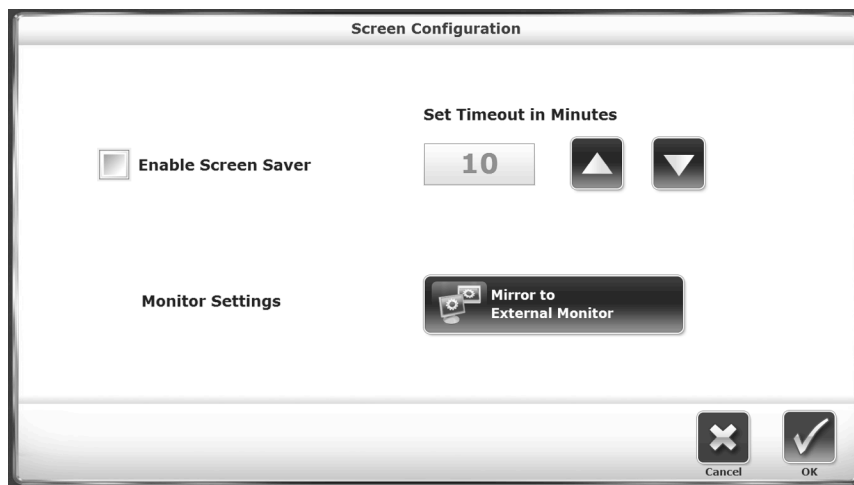 Screen Configuration
Set Timeout in Minutes
Enable Screen Saver
10
Monitor Settings
Mirror to
External Monitor
Cancel
OK